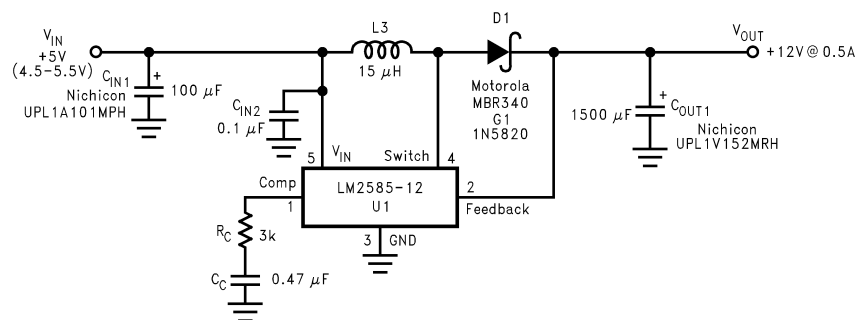 L3
D1
V_IN
+5V
(4.5-5.5V)
V_OUT
+12V @ 0.5A
15 μH
C_IN1
+
100 μF
Nichicon
UPL1A101MPH
C_IN2
0.1 μF
Motorola
MBR340
G1
1N5820
1500 μF
+
C_OUT1
Nichicon
UPL1V152MRH
5
V_IN
Switch
4
Comp
1
LM2585-12
U1
2
Feedback
3
GND
R_C
3k
C_C
0.47 μF